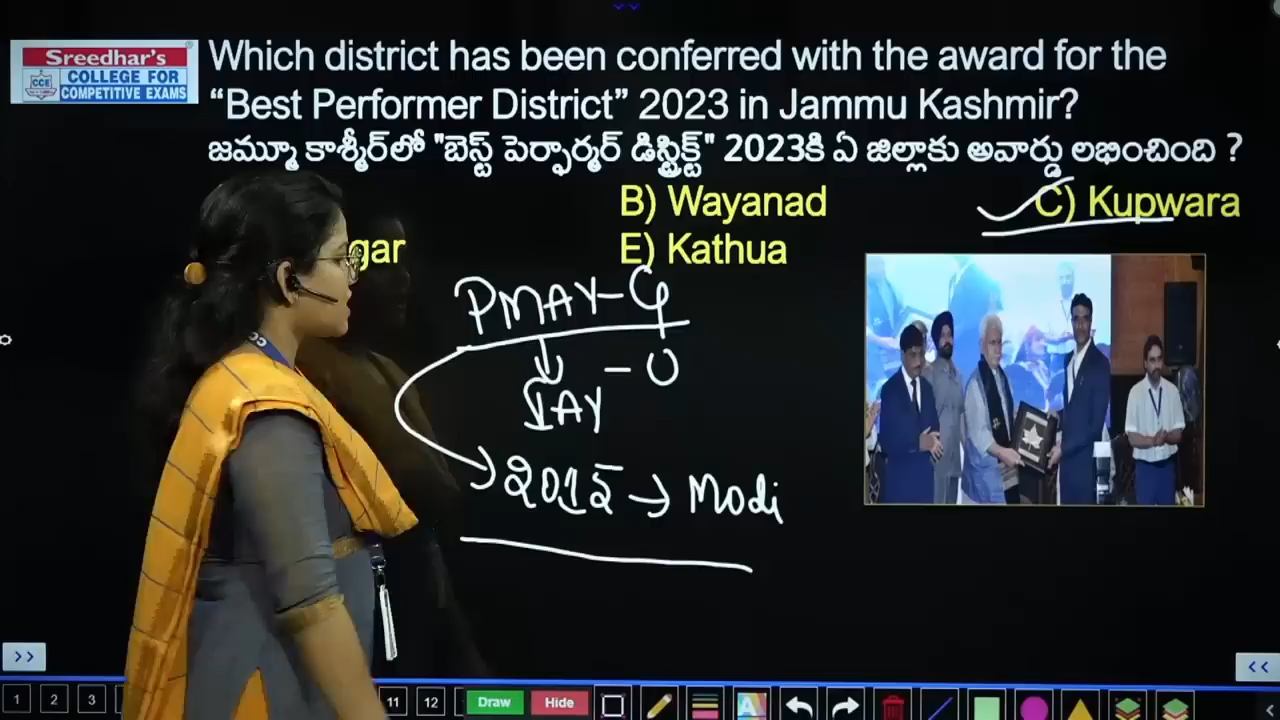 Sreedhar's
CCE
COLLEGE FOR
COMPETITIVE EXAMS
Which district has been conferred with the award for the
“Best Performer District” 2023 in Jammu Kashmir?
జమ్మూ కాశ్మీర్‌లో "బెస్ట్ పెర్ఫార్మర్ డిస్ట్రిక్ట్" 2023కి ఏ జిల్లాకు అవార్డు లభించింది ?
B) Wayanad
C) Kupwara
gar
E) Kathua
PMAY-G
- U
IAY
2015 → Modi
>>
<<
1 2 3 11 12 Draw Hide